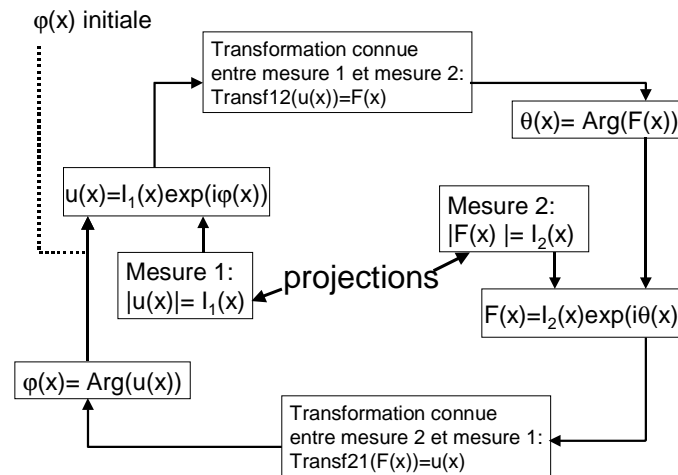 φ(x) initiale
Transformation connue
entre mesure 1 et mesure 2:
Transf12(u(x))=F(x)
θ(x)= Arg(F(x))
u(x)=I₁(x)exp(iφ(x))
Mesure 2:
|F(x) |= I₂(x)
Mesure 1:
|u(x)|= I₁(x)
projections
F(x)=I₂(x)exp(iθ(x)
φ(x)= Arg(u(x))
Transformation connue
entre mesure 2 et mesure 1:
Transf21(F(x))=u(x)